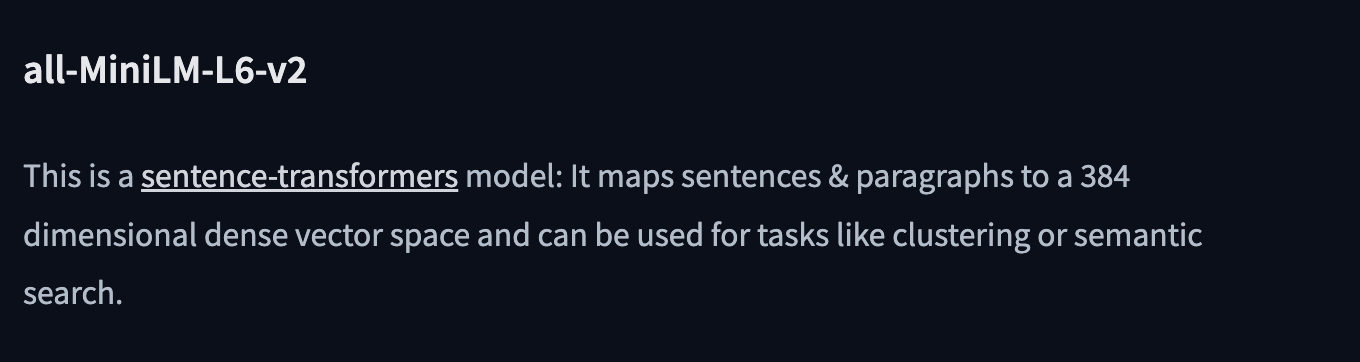 all-MiniLM-L6-v2
This is a sentence-transformers model: It maps sentences & paragraphs to a 384
dimensional dense vector space and can be used for tasks like clustering or semantic
search.